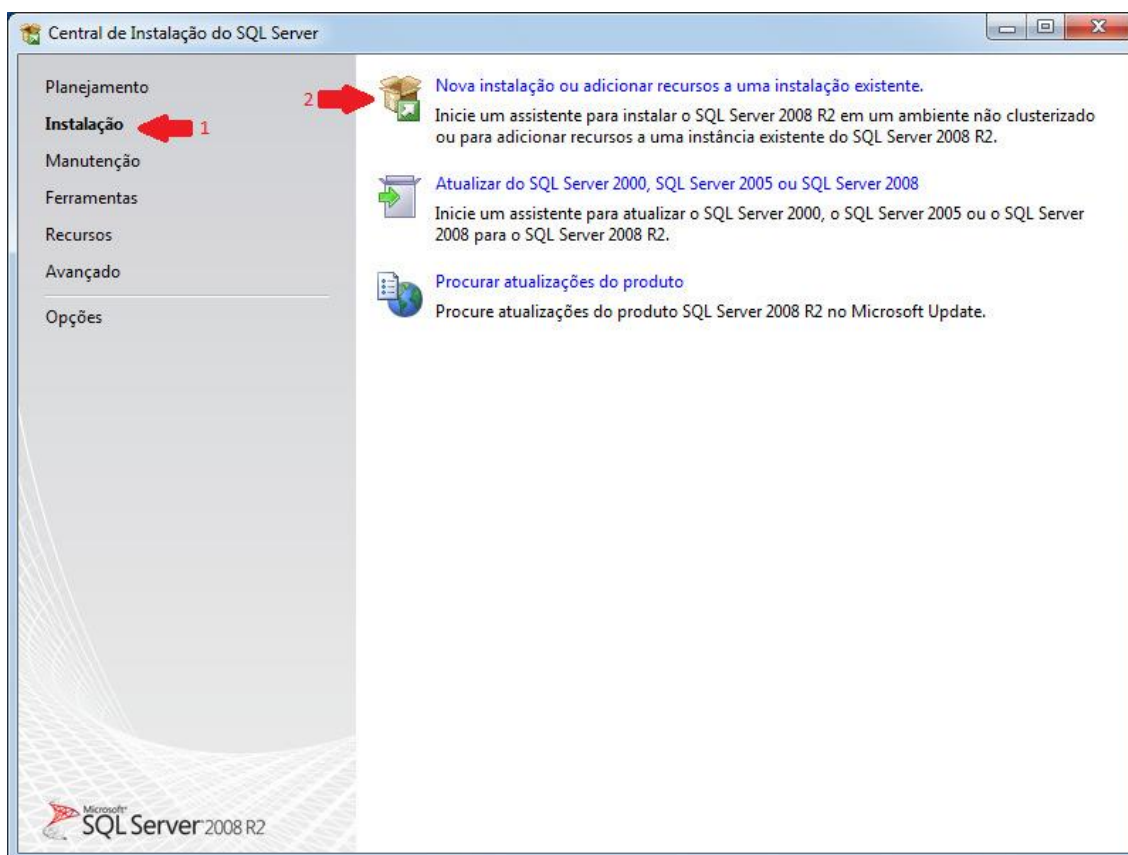 Central de Instalação do SQL Server
Planejamento
Instalação
1
Manutenção
Ferramentas
Recursos
Avançado
Opções
2
Nova instalação ou adicionar recursos a uma instalação existente.
Inicie um assistente para instalar o SQL Server 2008 R2 em um ambiente não clusterizado
ou para adicionar recursos a uma instância existente do SQL Server 2008 R2.
Atualizar do SQL Server 2000, SQL Server 2005 ou SQL Server 2008
Inicie um assistente para atualizar o SQL Server 2000, o SQL Server 2005 ou o SQL Server
2008 para o SQL Server 2008 R2.
Procurar atualizações do produto
Procure atualizações do produto SQL Server 2008 R2 no Microsoft Update.
Microsoft
SQL Server 2008 R2